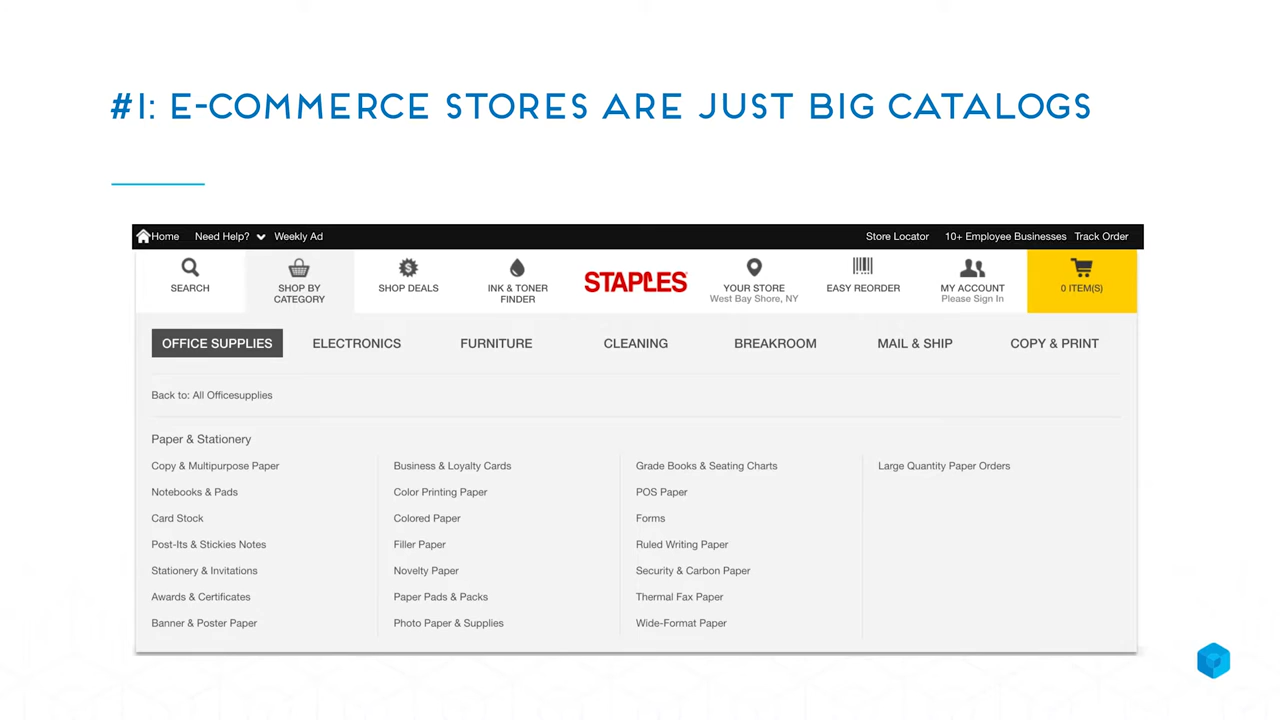 #1: E-COMMERCE STORES ARE JUST BIG CATALOGS
Home Need Help? Weekly Ad Store Locator 10+ Employee Businesses Track Order
SEARCH
SHOP BY
CATEGORY
SHOP DEALS
INK & TONER
FINDER
STAPLES
YOUR STORE
West Bay Shore, NY
EASY REORDER
MY ACCOUNT
Please Sign In
0 ITEM(S)
OFFICE SUPPLIES ELECTRONICS FURNITURE CLEANING BREAKROOM MAIL & SHIP COPY & PRINT
Back to: All Officesupplies
Paper & Stationery
Copy & Multipurpose Paper
Notebooks & Pads
Card Stock
Post-Its & Stickies Notes
Stationery & Invitations
Awards & Certificates
Banner & Poster Paper
Business & Loyalty Cards
Color Printing Paper
Colored Paper
Filler Paper
Novelty Paper
Paper Pads & Packs
Photo Paper & Supplies
Grade Books & Seating Charts
POS Paper
Forms
Ruled Writing Paper
Security & Carbon Paper
Thermal Fax Paper
Wide-Format Paper
Large Quantity Paper Orders